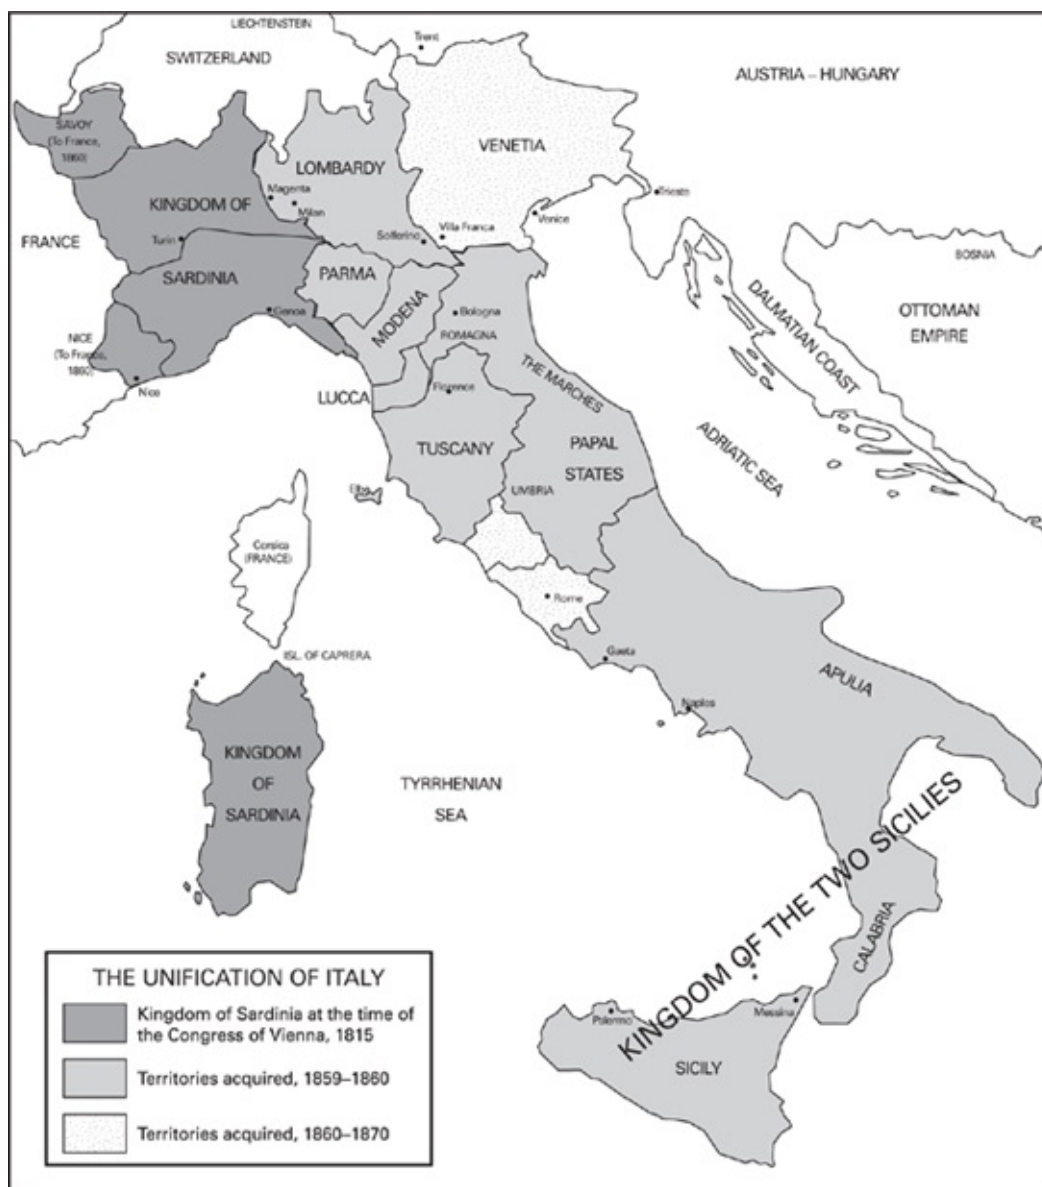 LIECHTENSTEIN
SWITZERLAND
Trent
AUSTRIA – HUNGARY
SAVOY
(To France,
1860)
LOMBARDY
VENETIA
Magenta
Milan
KINGDOM OF
Trieste
Venice
Villa Franca
Solferino
FRANCE
Turin
SARDINIA
PARMA
BOSNIA
MODENA
Genoa
Bologna
DALMATIAN COAST
OTTOMAN
EMPIRE
ROMAGNA
NICE
(To France,
1860)
Nice
LUCCA
Florence
THE MARCHES
TUSCANY
PAPAL
STATES
ADRIATIC SEA
Elba
UMBRIA
Corsica
(FRANCE)
Rome
ISL. OF CAPRERA
Gaeta
APULIA
Naples
KINGDOM
OF
SARDINIA
TYRRHENIAN
SEA
KINGDOM OF THE TWO SICILIES
CALABRIA
Palermo
Messina
SICILY
THE UNIFICATION OF ITALY
Kingdom of Sardinia at the time of
the Congress of Vienna, 1815
Territories acquired, 1859–1860
Territories acquired, 1860–1870